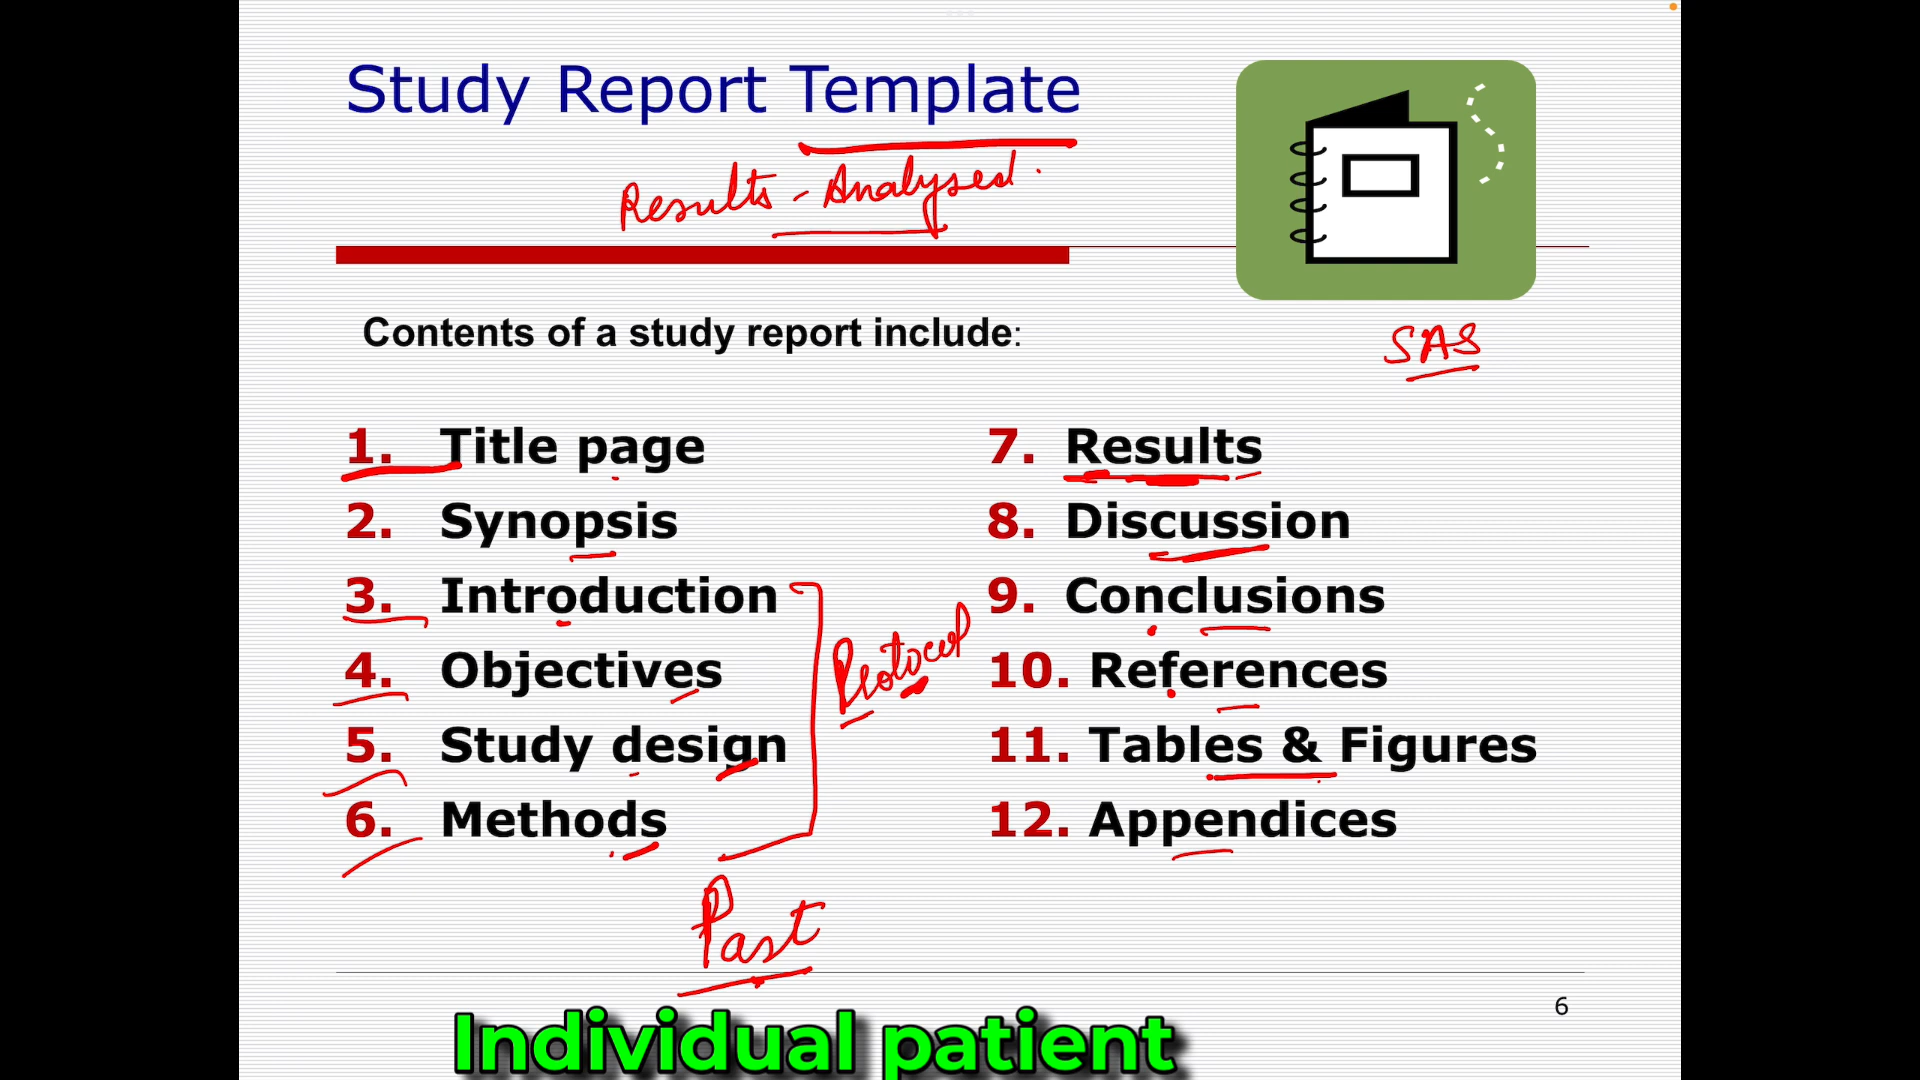 Study Report Template
Results - Analysed.
Contents of a study report include:
SAS
1. Title page
2. Synopsis
3. Introduction
4. Objectives
5. Study design
6. Methods
Protocol
Past
7. Results
8. Discussion
9. Conclusions
10. References
11. Tables & Figures
12. Appendices
6
Individual patient